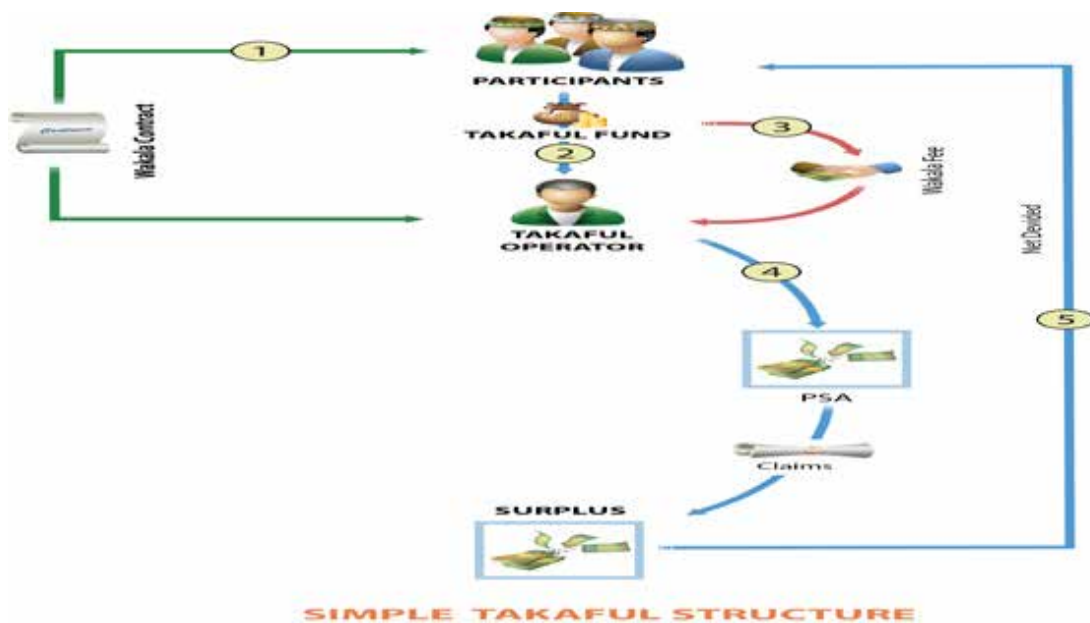 1
PARTICIPANTS
Wakala Contract
TAKAFUL FUND
3
2
Wakala Fee
TAKAFUL
OPERATOR
Net Devided
4
5
PSA
Claims
SURPLUS
SIMPLE TAKAFUL STRUCTURE